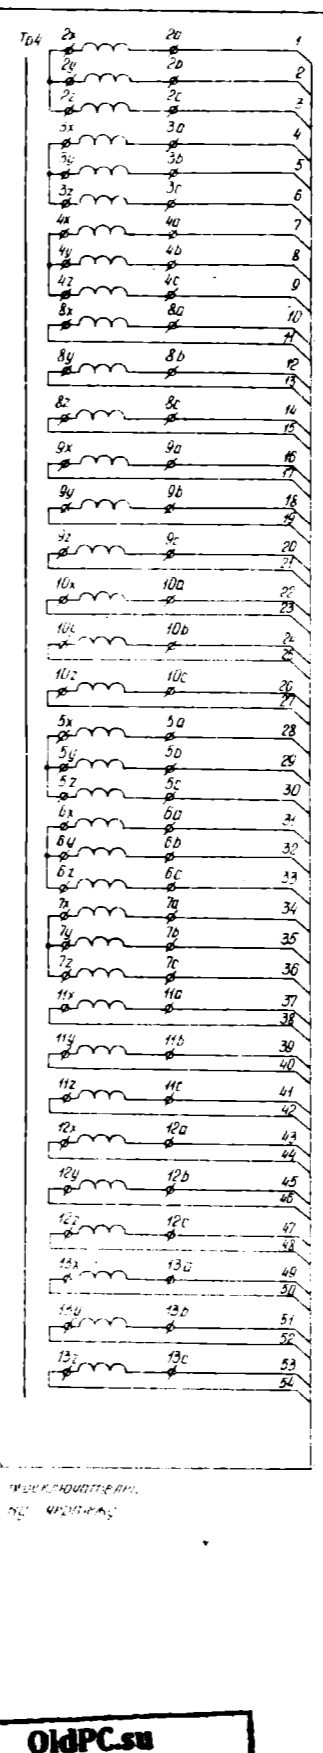 Тр4 2x 2a 1
2y 2b 2
2z 2c 3
3x 3a 4
3y 3b 5
3z 3c 6
4x 4a 7
4y 4b 8
4z 4c 9
8x 8a 10
11
8y 8b 12
13
8z 8c 14
15
9x 9a 16
17
9y 9b 18
19
9z 9c 20
21
10x 10a 22
23
10b 24
25
10z 10c 26
27
5x 5a 28
5y 5b 29
5z 5c 30
6x 6a 31
6y 6b 32
6z 6c 33
7x 7a 34
7y 7b 35
7z 7c 36
11x 11a 37
38
11y 11b 39
40
11z 11c 41
42
12x 12a 43
44
12y 12b 45
46
12z 12c 47
48
13x 13a 49
50
13y 13b 51
52
13z 13c 53
54
OldPC.su